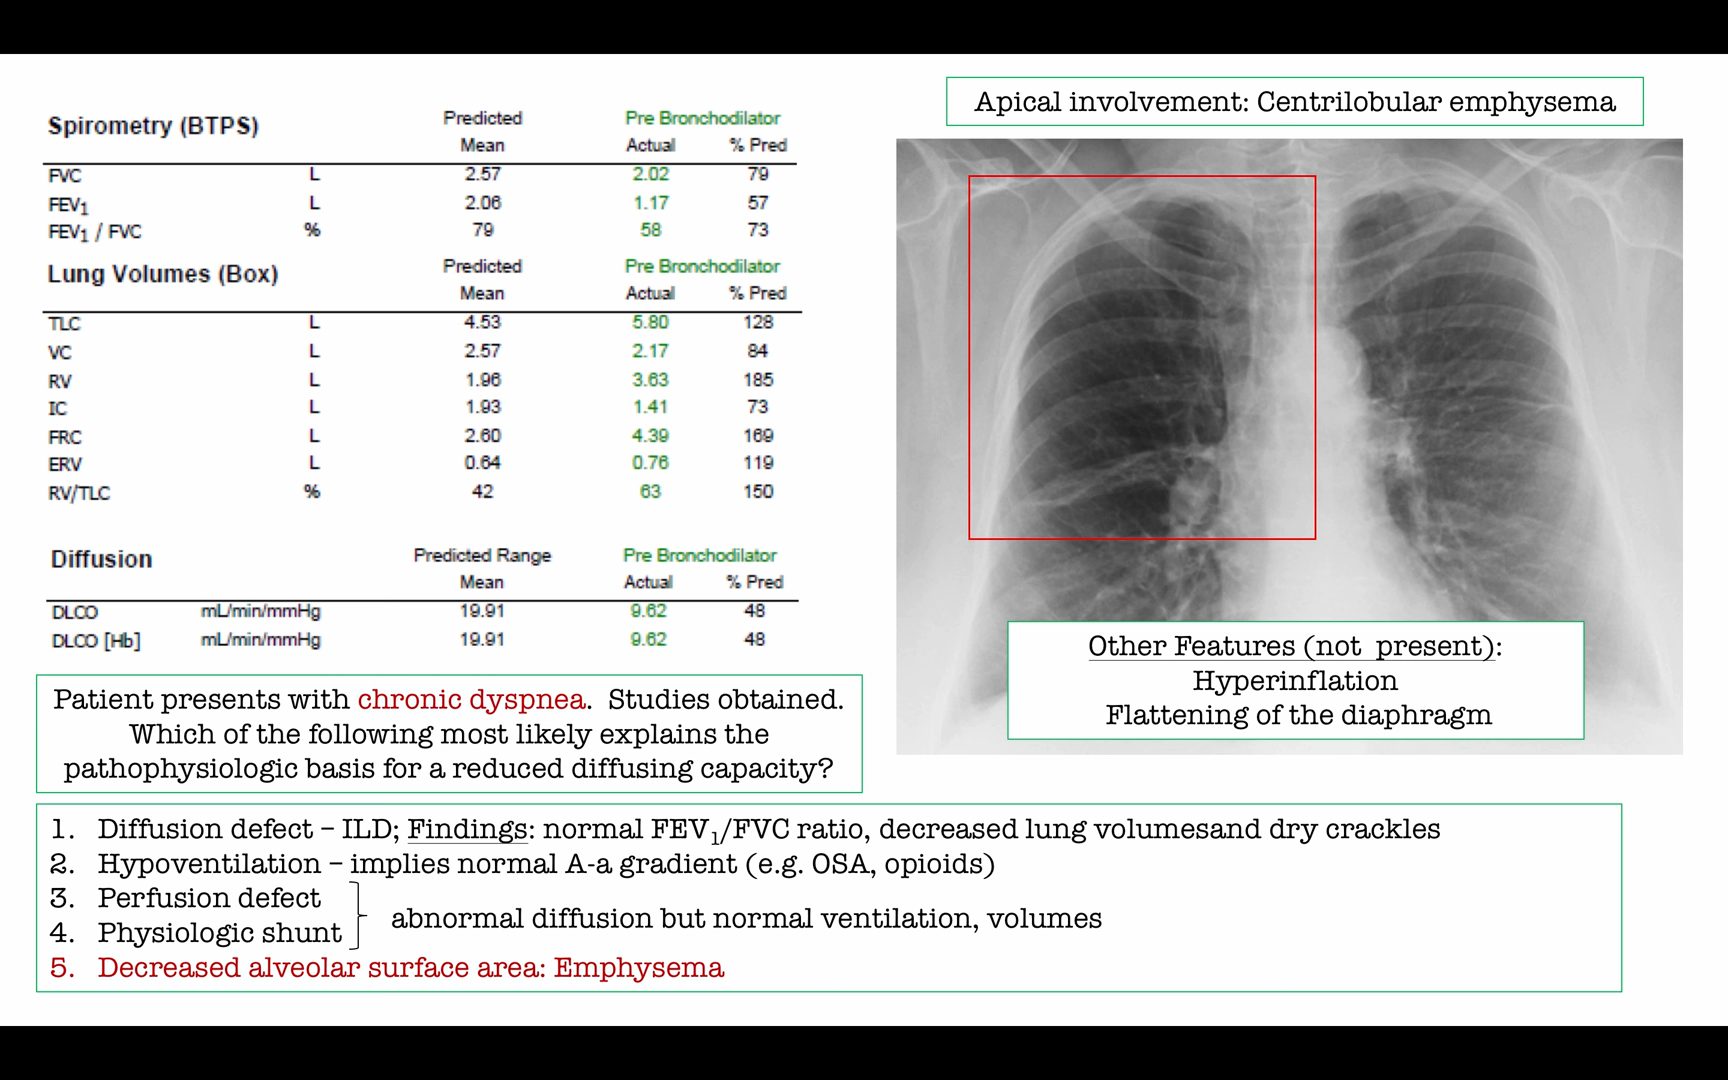 Spirometry (BTPS) Predicted Pre Bronchodilator
Mean Actual % Pred
FVC L 2.57 2.02 79
FEV1 L 2.06 1.17 57
FEV1 / FVC % 79 58 73
Lung Volumes (Box) Predicted Pre Bronchodilator
Mean Actual % Pred
TLC L 4.53 5.80 128
VC L 2.57 2.17 84
RV L 1.96 3.63 185
IC L 1.93 1.41 73
FRC L 2.60 4.39 169
ERV L 0.64 0.76 119
RV/TLC % 42 63 150
Diffusion Predicted Range Pre Bronchodilator
Mean Actual % Pred
DLCO mL/min/mmHg 19.91 9.62 48
DLCO [Hb] mL/min/mmHg 19.91 9.62 48
Apical involvement: Centrilobular emphysema
Other Features (not present):
Hyperinflation
Flattening of the diaphragm
Patient presents with chronic dyspnea. Studies obtained.
Which of the following most likely explains the
pathophysiologic basis for a reduced diffusing capacity?
1. Diffusion defect – ILD; Findings: normal FEV1/FVC ratio, decreased lung volumesand dry crackles
2. Hypoventilation – implies normal A-a gradient (e.g. OSA, opioids)
3. Perfusion defect
4. Physiologic shunt
abnormal diffusion but normal ventilation, volumes
5. Decreased alveolar surface area: Emphysema